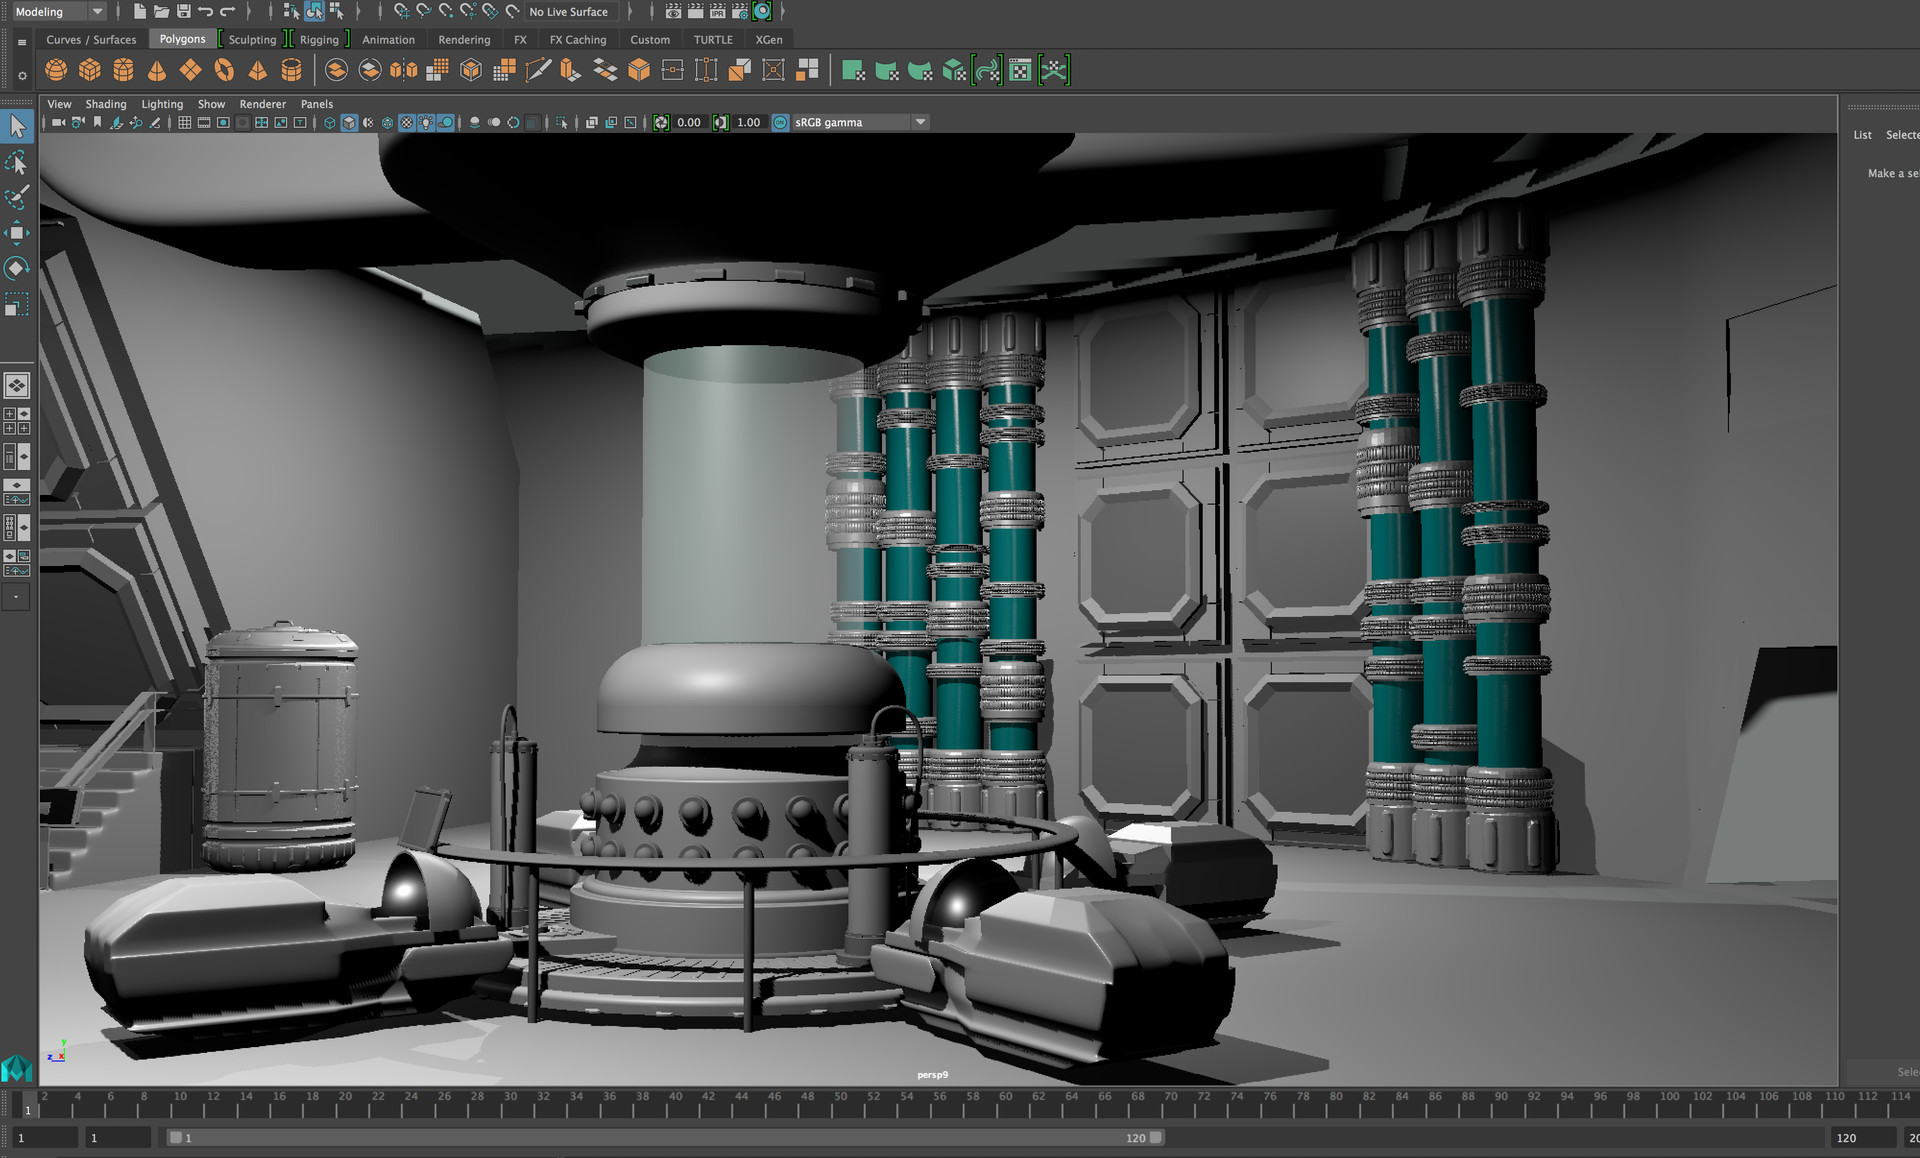 Modeling
No Live Surface
IPR
Curves / Surfaces Polygons Sculpting Rigging Animation Rendering FX FX Caching Custom TURTLE XGen
View Shading Lighting Show Renderer Panels
0.00 1.00 ON sRGB gamma
List Selecte
Make a sel
y
z x
persp9
Sele
2 4 6 8 10 12 14 16 18 20 22 24 26 28 30 32 34 36 38 40 42 44 46 48 50 52 54 56 58 60 62 64 66 68 70 72 74 76 78 80 82 84 86 88 90 92 94 96 98 100 102 104 106 108 110 112 114
1
1 1 1 120 120 20